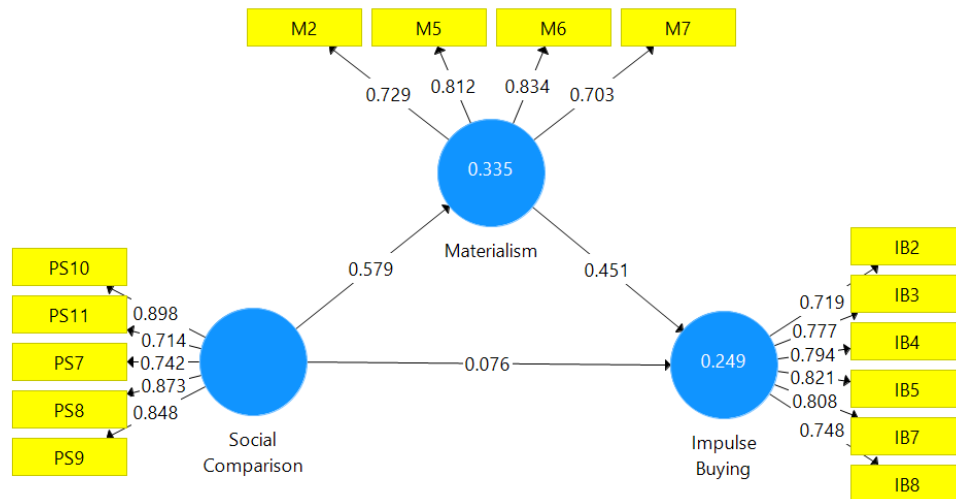 M2
M5
M6
M7
0.729
0.812
0.834
0.703
0.335
Materialism
0.579
0.451
PS10
PS11
PS7
PS8
PS9
0.898
0.714
0.742
0.873
0.848
Social
Comparison
0.076
0.249
Impulse
Buying
0.719
0.777
0.794
0.821
0.808
0.748
IB2
IB3
IB4
IB5
IB7
IB8